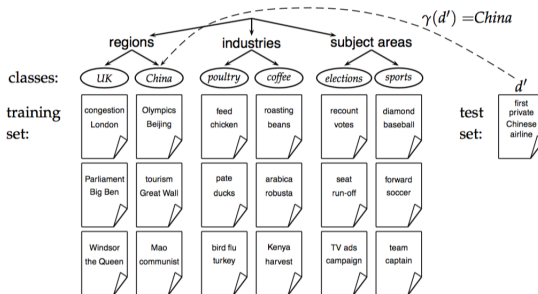 γ(d′) =China
regions industries subject areas
classes: UK China poultry coffee elections sports
d′
training set:
test set:
congestion London
Olympics Beijing
feed chicken
roasting beans
recount votes
diamond baseball
first private Chinese airline
Parliament Big Ben
tourism Great Wall
pate ducks
arabica robusta
seat run-off
forward soccer
Windsor the Queen
Mao communist
bird flu turkey
Kenya harvest
TV ads campaign
team captain